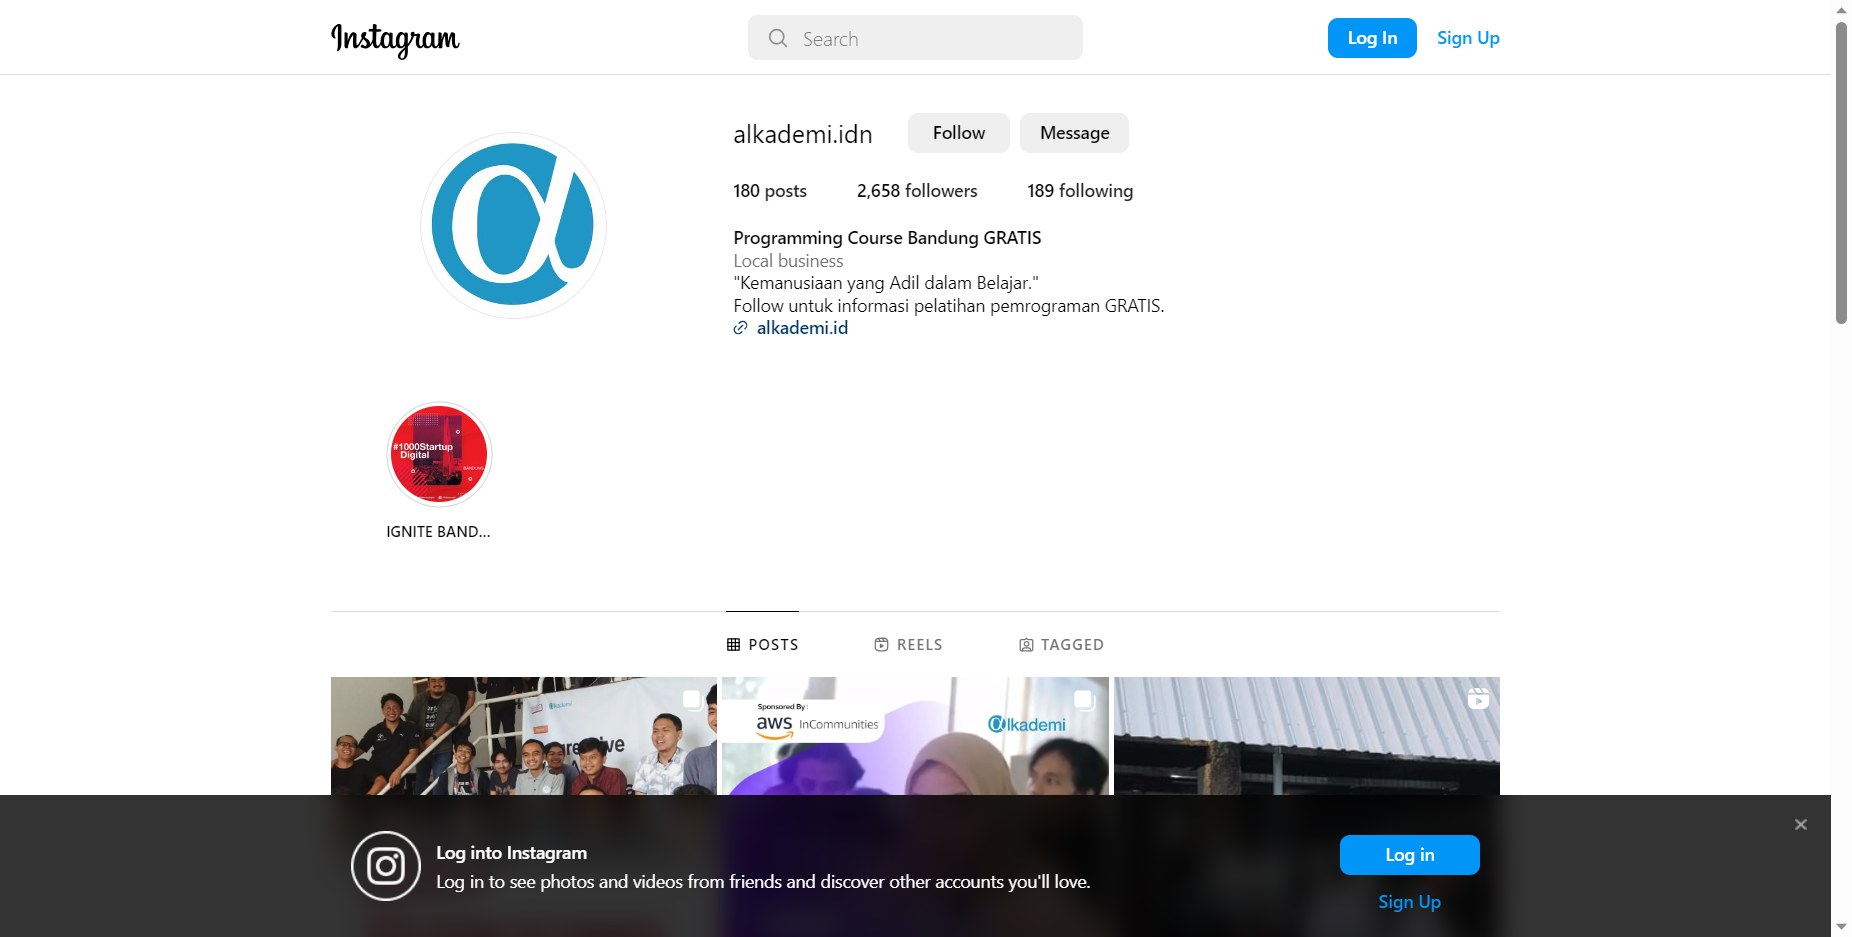 Instagram
Search
Log In
Sign Up
alkademi.idn
Follow
Message
180 posts
2,658 followers
189 following
Programming Course Bandung GRATIS
Local business
"Kemanusiaan yang Adil dalam Belajar."
Follow untuk informasi pelatihan pemrograman GRATIS.
alkademi.id
#1000Startup
Digital
BANDUNG
IGNITE BAND...
POSTS
REELS
TAGGED
alkademi
Sponsored By :
aws InCommunities
alkademi
Log into Instagram
Log in to see photos and videos from friends and discover other accounts you'll love.
Log in
Sign Up